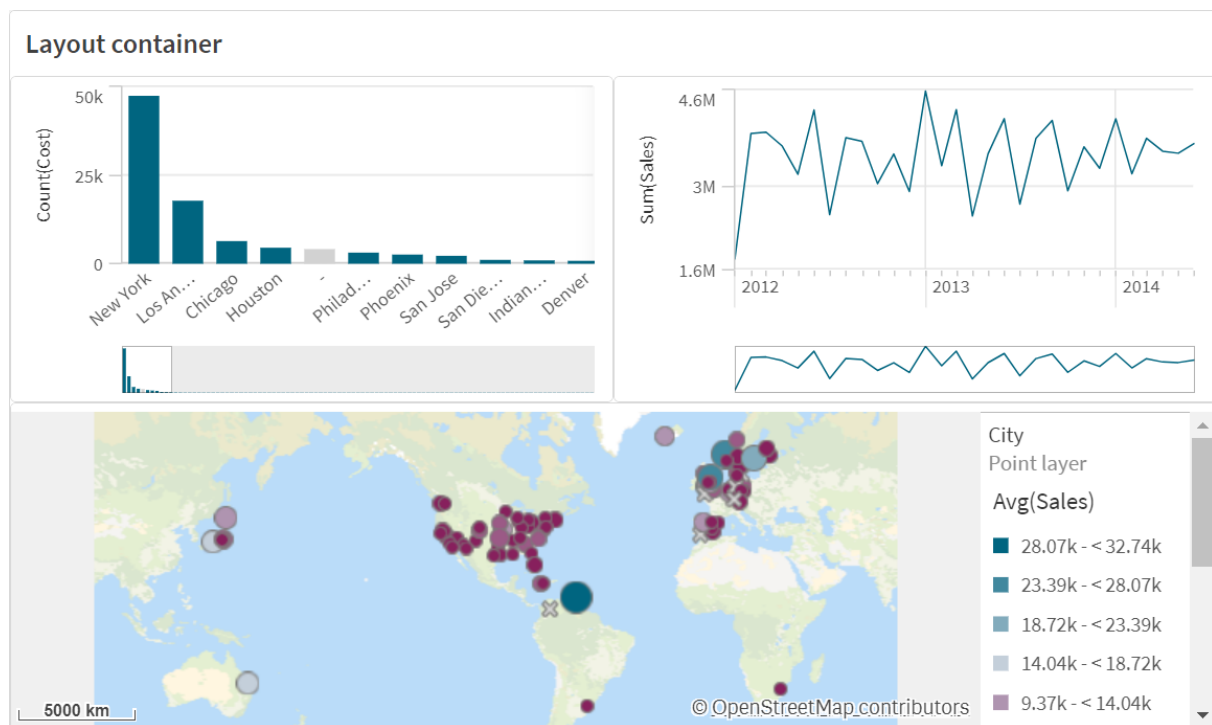 Layout container
50k
25k
0
Count(Cost)
New York
Los An...
Chicago
Houston
-
Philad...
Phoenix
San Jose
San Die...
Indian...
Denver
4.6M
3M
1.6M
Sum(Sales)
2012
2013
2014
City
Point layer
Avg(Sales)
28.07k - < 32.74k
23.39k - < 28.07k
18.72k - < 23.39k
14.04k - < 18.72k
9.37k - < 14.04k
5000 km
© OpenStreetMap contributors